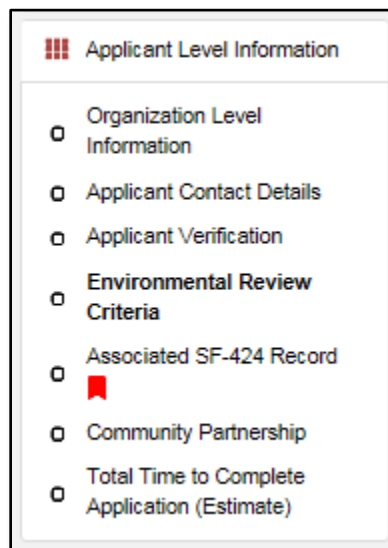 Applicant Level Information
Organization Level
Information
Applicant Contact Details
Applicant Verification
Environmental Review
Criteria
Associated SF-424 Record
Community Partnership
Total Time to Complete
Application (Estimate)